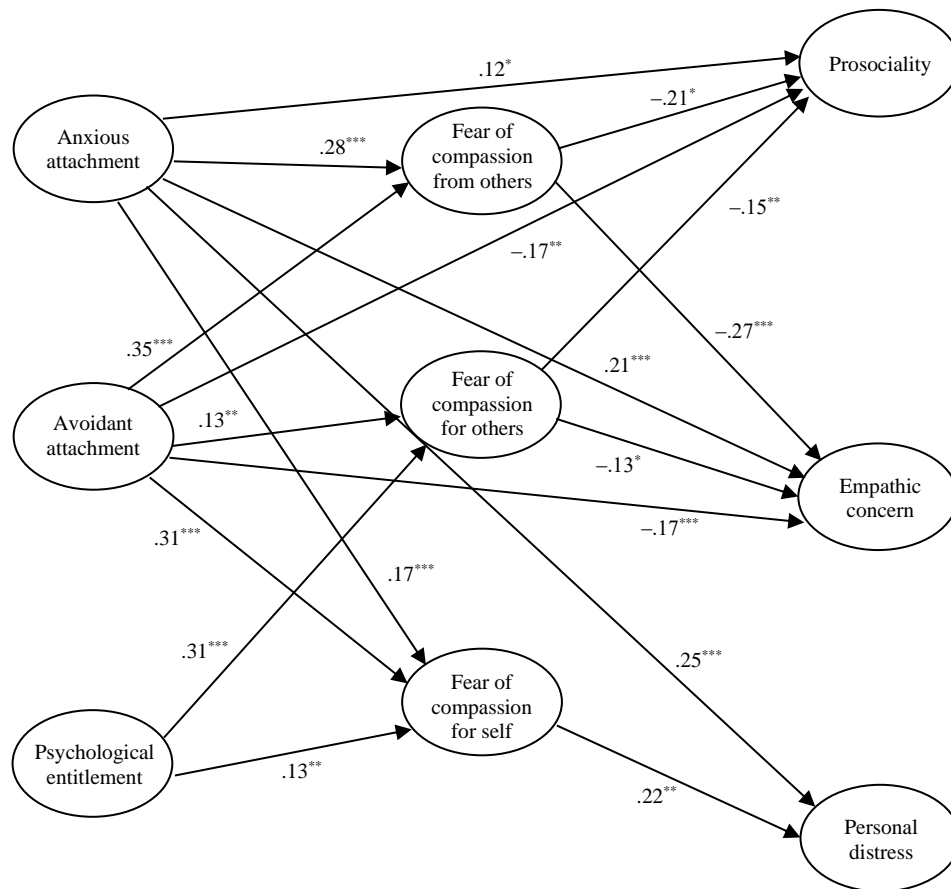 Prosociality
.12*
–.21*
Anxious
attachment
.28***
Fear of
compassion
from others
–.15**
–.17**
.35***
–.27***
.21***
Fear of
compassion
for others
Avoidant
attachment
.13**
–.13*
Empathic
concern
–.17***
.31***
.17***
.31***
.25***
Fear of
compassion
for self
Psychological
entitlement
.13**
.22**
Personal
distress